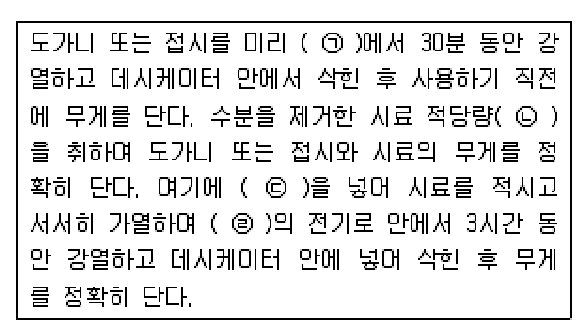 도가니 또는 접시를 미리 ( ㉠ )에서 30분 동안 강
열하고 데시케이터 안에서 식힌 후 사용하기 직전
에 무게를 단다. 수분을 제거한 시료 적당량( ㉡ )
을 취하여 도가니 또는 접시와 시료의 무게를 정
확히 단다. 여기에 ( ㉢ )을 넣어 시료를 적시고
서서히 가열하여 ( ㉣ )의 전기로 안에서 3시간 동
안 강열하고 데시케이터 안에 넣어 식힌 후 무게
를 정확히 단다.